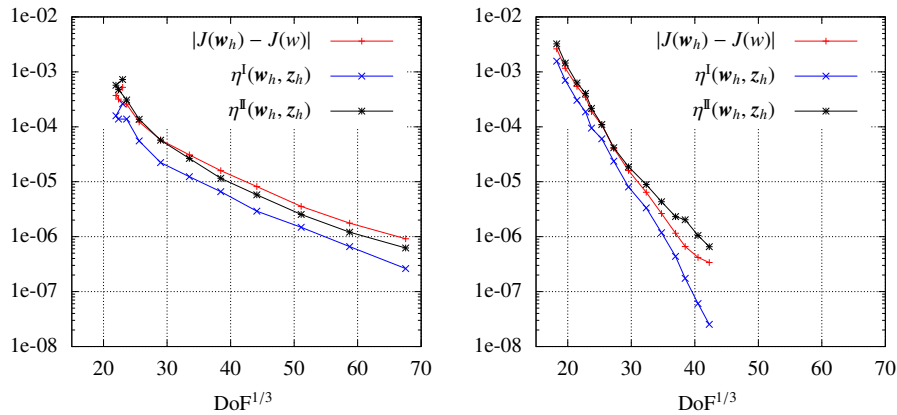 1e-02
1e-03
1e-04
1e-05
1e-06
1e-07
1e-08
20 30 40 50 60 70
DoF^{1/3}
|J(w_h) − J(w)|
η^I(w_h, z_h)
η^II(w_h, z_h)
1e-02
1e-03
1e-04
1e-05
1e-06
1e-07
1e-08
20 30 40 50 60 70
DoF^{1/3}
|J(w_h) − J(w)|
η^I(w_h, z_h)
η^II(w_h, z_h)